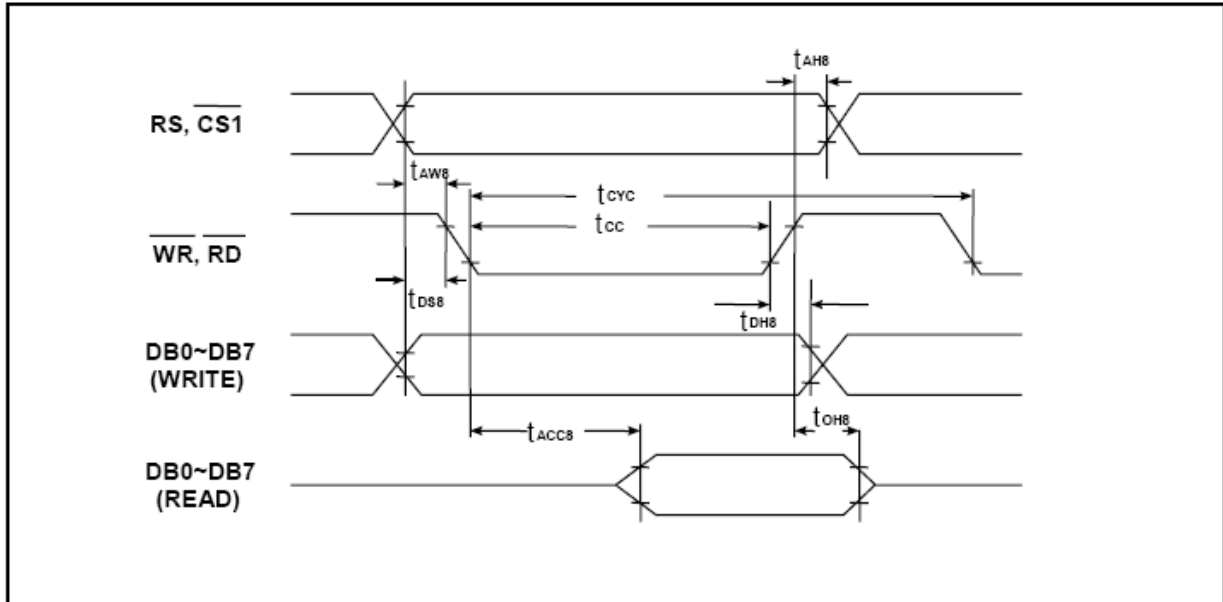 tAH8
RS, CS1
tAW8
tCYC
tCC
WR, RD
tDS8
tDH8
DB0~DB7
(WRITE)
tACC8
tOH8
DB0~DB7
(READ)